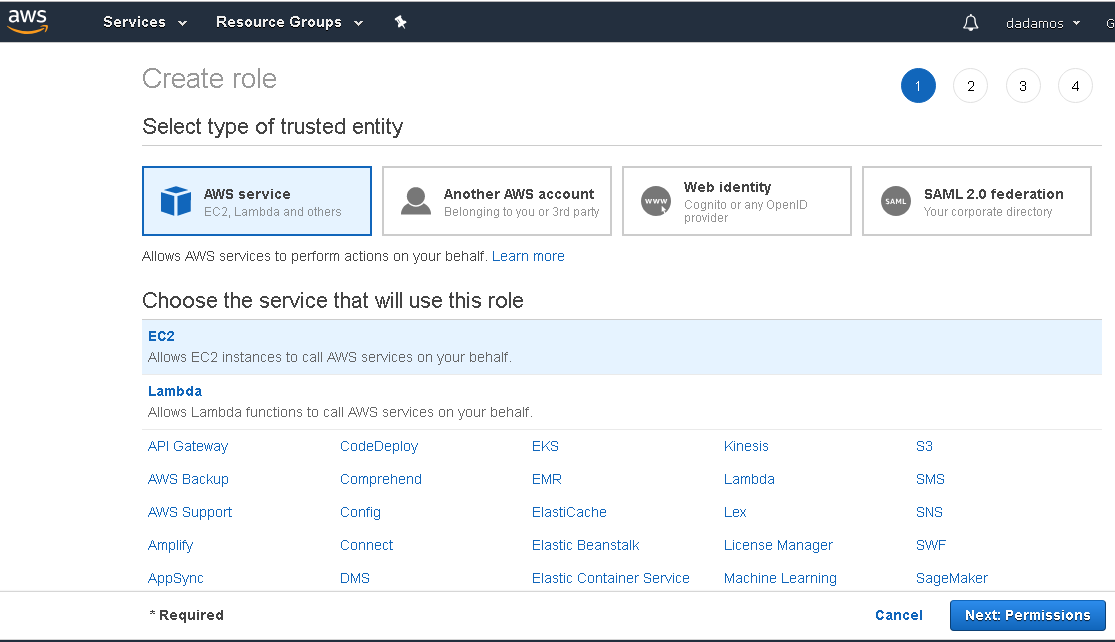 aws Services Resource Groups dadamos G
Create role
1 2 3 4
Select type of trusted entity
AWS service
EC2, Lambda and others
Another AWS account
Belonging to you or 3rd party
www
Web identity
Cognito or any OpenID
provider
SAML
SAML 2.0 federation
Your corporate directory
Allows AWS services to perform actions on your behalf. Learn more
Choose the service that will use this role
EC2
Allows EC2 instances to call AWS services on your behalf.
Lambda
Allows Lambda functions to call AWS services on your behalf.
API Gateway CodeDeploy EKS Kinesis S3
AWS Backup Comprehend EMR Lambda SMS
AWS Support Config ElastiCache Lex SNS
Amplify Connect Elastic Beanstalk License Manager SWF
AppSync DMS Elastic Container Service Machine Learning SageMaker
* Required Cancel Next: Permissions